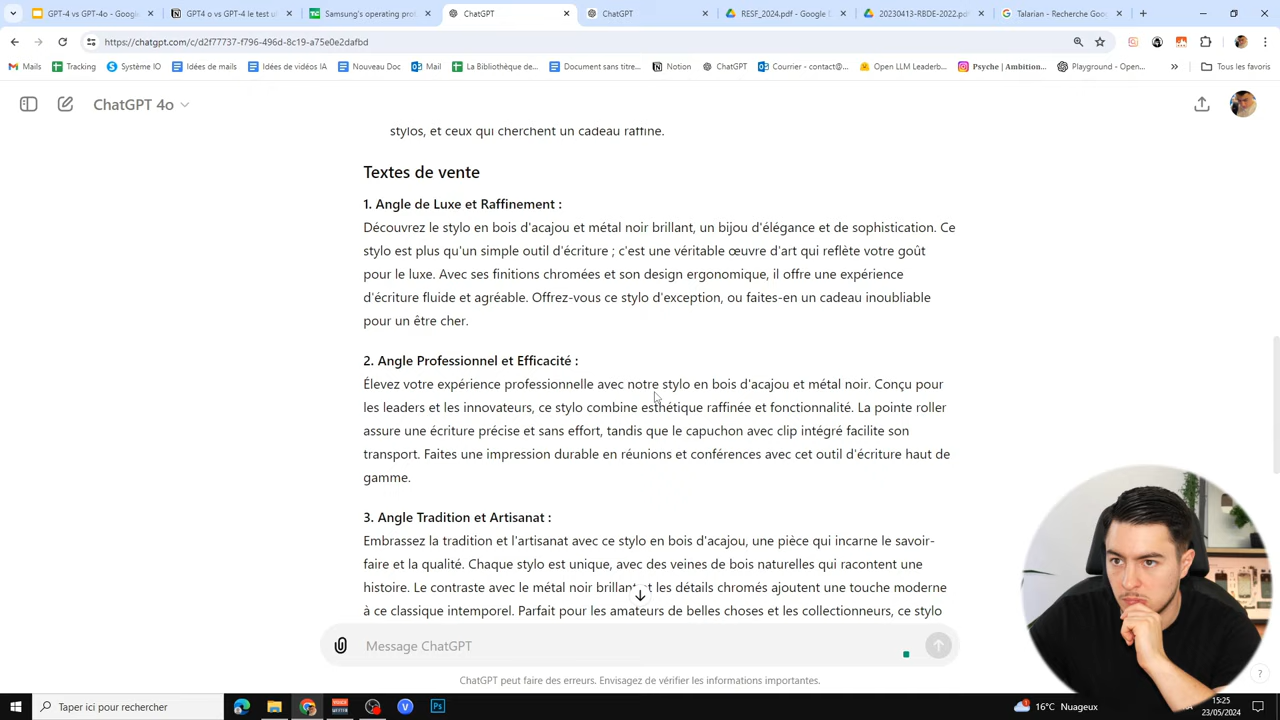 GPT-4 vs GPT-4o - Google
GPT4 o vs GPT-4 le test ul
Samsung's operating prof
ChatGPT
ChatGPT
RESF_2024.pdf - Google D
20230413-RBDE-2022.pdf
Talarian - Recherche Goog
https://chatgpt.com/c/d2f77737-f796-496d-8c19-a75e0e2dafbd
Mails
Tracking
Système IO
Idées de mails
Idées de vidéos IA
Nouveau Doc
Mail
La Bibliothèque de...
Document sans titre...
Notion
ChatGPT
Courrier - contact@...
Open LLM Leaderb...
Psyche | Ambition...
Playground - Open...
Tous les favoris
ChatGPT 4o
stylos, et ceux qui cherchent un cadeau raffiné.
Textes de vente
1. Angle de Luxe et Raffinement :
Découvrez le stylo en bois d'acajou et métal noir brillant, un bijou d'élégance et de sophistication. Ce
stylo est plus qu'un simple outil d'écriture ; c'est une véritable œuvre d'art qui reflète votre goût
pour le luxe. Avec ses finitions chromées et son design ergonomique, il offre une expérience
d'écriture fluide et agréable. Offrez-vous ce stylo d'exception, ou faites-en un cadeau inoubliable
pour un être cher.
2. Angle Professionnel et Efficacité :
Élevez votre expérience professionnelle avec notre stylo en bois d'acajou et métal noir. Conçu pour
les leaders et les innovateurs, ce stylo combine esthétique raffinée et fonctionnalité. La pointe roller
assure une écriture précise et sans effort, tandis que le capuchon avec clip intégré facilite son
transport. Faites une impression durable en réunions et conférences avec cet outil d'écriture haut de
gamme.
3. Angle Tradition et Artisanat :
Embrassez la tradition et l'artisanat avec ce stylo en bois d'acajou, une pièce qui incarne le savoir-
faire et la qualité. Chaque stylo est unique, avec des veines de bois naturelles qui racontent une
histoire. Le contraste avec le métal noir brillant et les détails chromés ajoutent une touche moderne
à ce classique intemporel. Parfait pour les amateurs de belles choses et les collectionneurs, ce stylo
Message ChatGPT
ChatGPT peut faire des erreurs. Envisagez de vérifier les informations importantes.
Taper ici pour rechercher
16°C Nuageux
15:25
23/05/2024